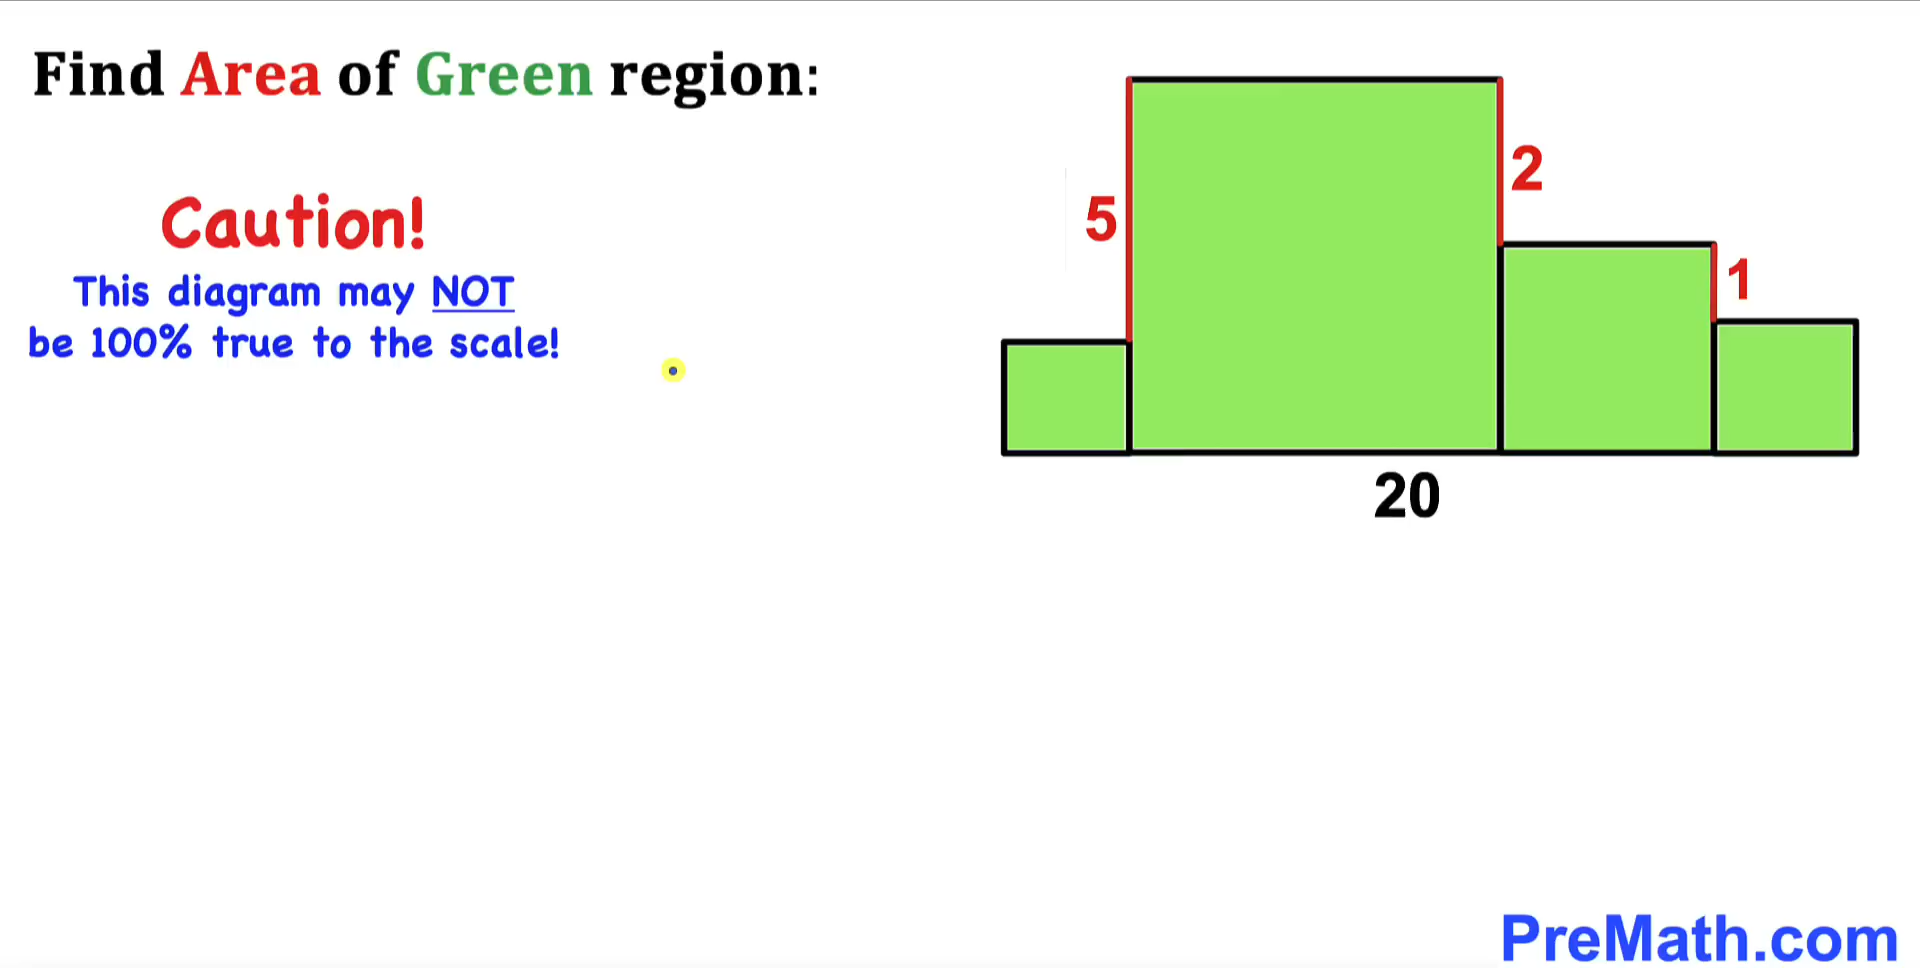 Find Area of Green region:
Caution!
This diagram may NOT
be 100% true to the scale!
5
2
1
20
PreMath.com